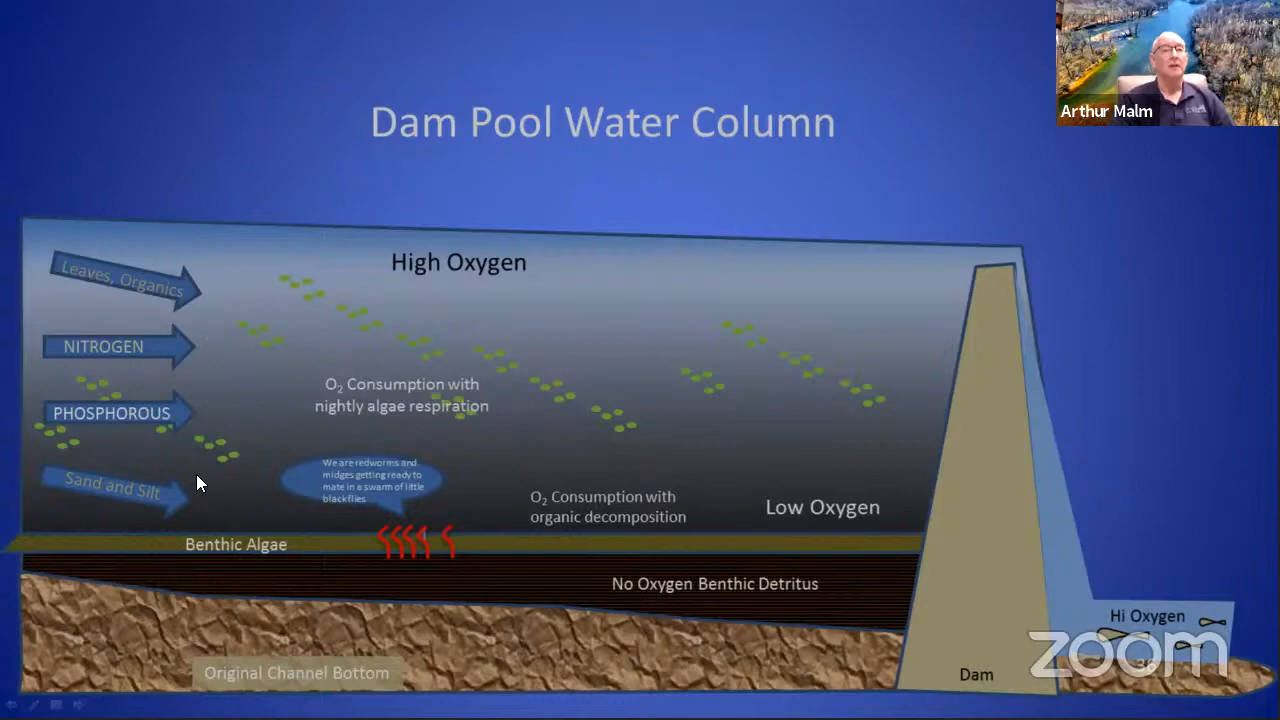 Arthur Malm
Dam Pool Water Column
High Oxygen
Leaves, Organics
NITROGEN
PHOSPHOROUS
Sand and Silt
O₂ Consumption with
nightly algae respiration
We are redworms and
midges getting ready to
mate in a swarm of little
blackflies
O₂ Consumption with
organic decomposition
Low Oxygen
Benthic Algae
No Oxygen Benthic Detritus
Original Channel Bottom
Dam
Hi Oxygen
zoom